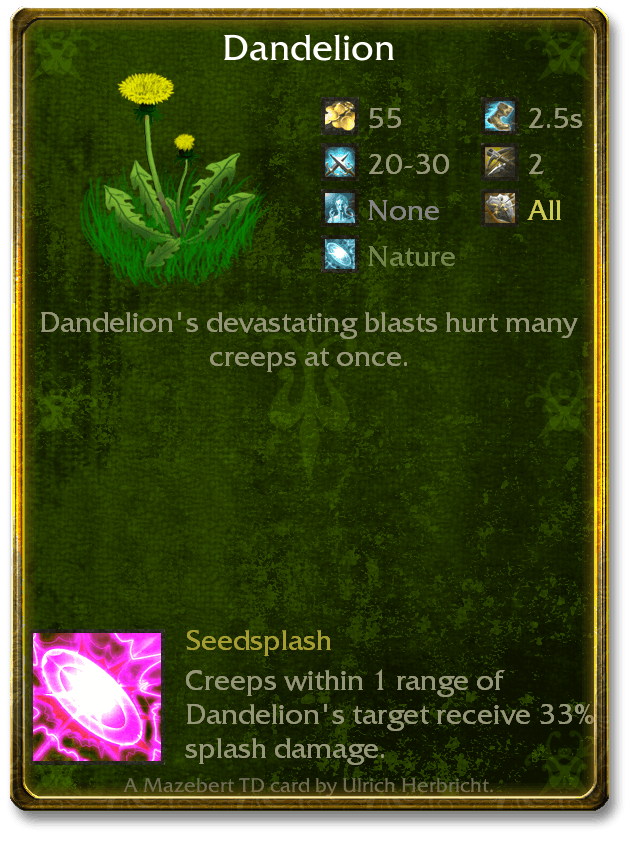 Dandelion
55 2.5s
20-30 2
None All
Nature
Dandelion's devastating blasts hurt many
creeps at once.
Seedsplash
Creeps within 1 range of
Dandelion's target receive 33%
splash damage.
A Mazebert TD card by Ulrich Herbricht.